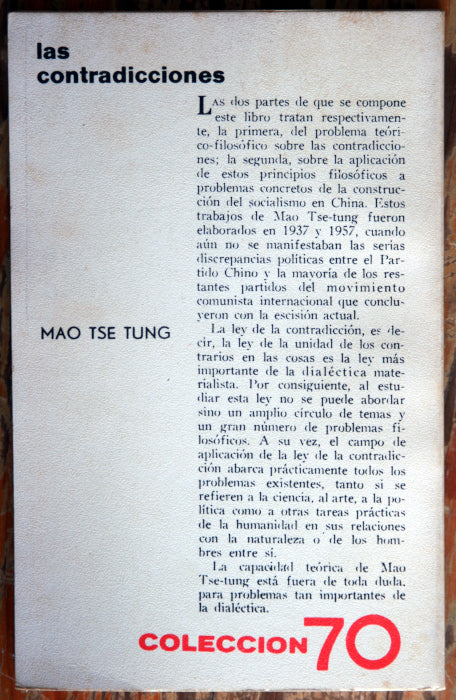 las
contradicciones
LAS dos partes de que se compone
este libro tratan respectivamen-
te, la primera, del problema teóri-
co-filosófico sobre las contradiccio-
nes; la segunda, sobre la aplicación
de estos principios filosóficos a
problemas concretos de la construc-
ción del socialismo en China. Estos
trabajos de Mao Tse-tung fueron
elaborados en 1937 y 1957, cuando
aún no se manifestaban las serias
discrepancias políticas entre el Par-
tido Chino y la mayoría de los res-
tantes partidos del movimiento
comunista internacional que conclu-
yeron con la escisión actual.
La ley de la contradicción, es de-
cir, la ley de la unidad de los con-
trarios en las cosas es la ley más
importante de la dialéctica mate-
rialista. Por consiguiente, al estu-
diar esta ley no se puede abordar
sino un amplio círculo de temas y
un gran número de problemas fi-
losóficos. A su vez, el campo de
aplicación de la ley de la contradic-
ción abarca prácticamente todos los
problemas existentes, tanto si se
refieren a la ciencia, al arte, a la po-
lítica como a otras tareas prácticas
de la humanidad en sus relaciones
con la naturaleza o de los hom-
bres entre sí.
La capacidad teórica de Mao
Tse-tung está fuera de toda duda,
para problemas tan importantes de
la dialéctica.
MAO TSE TUNG
COLECCION 70